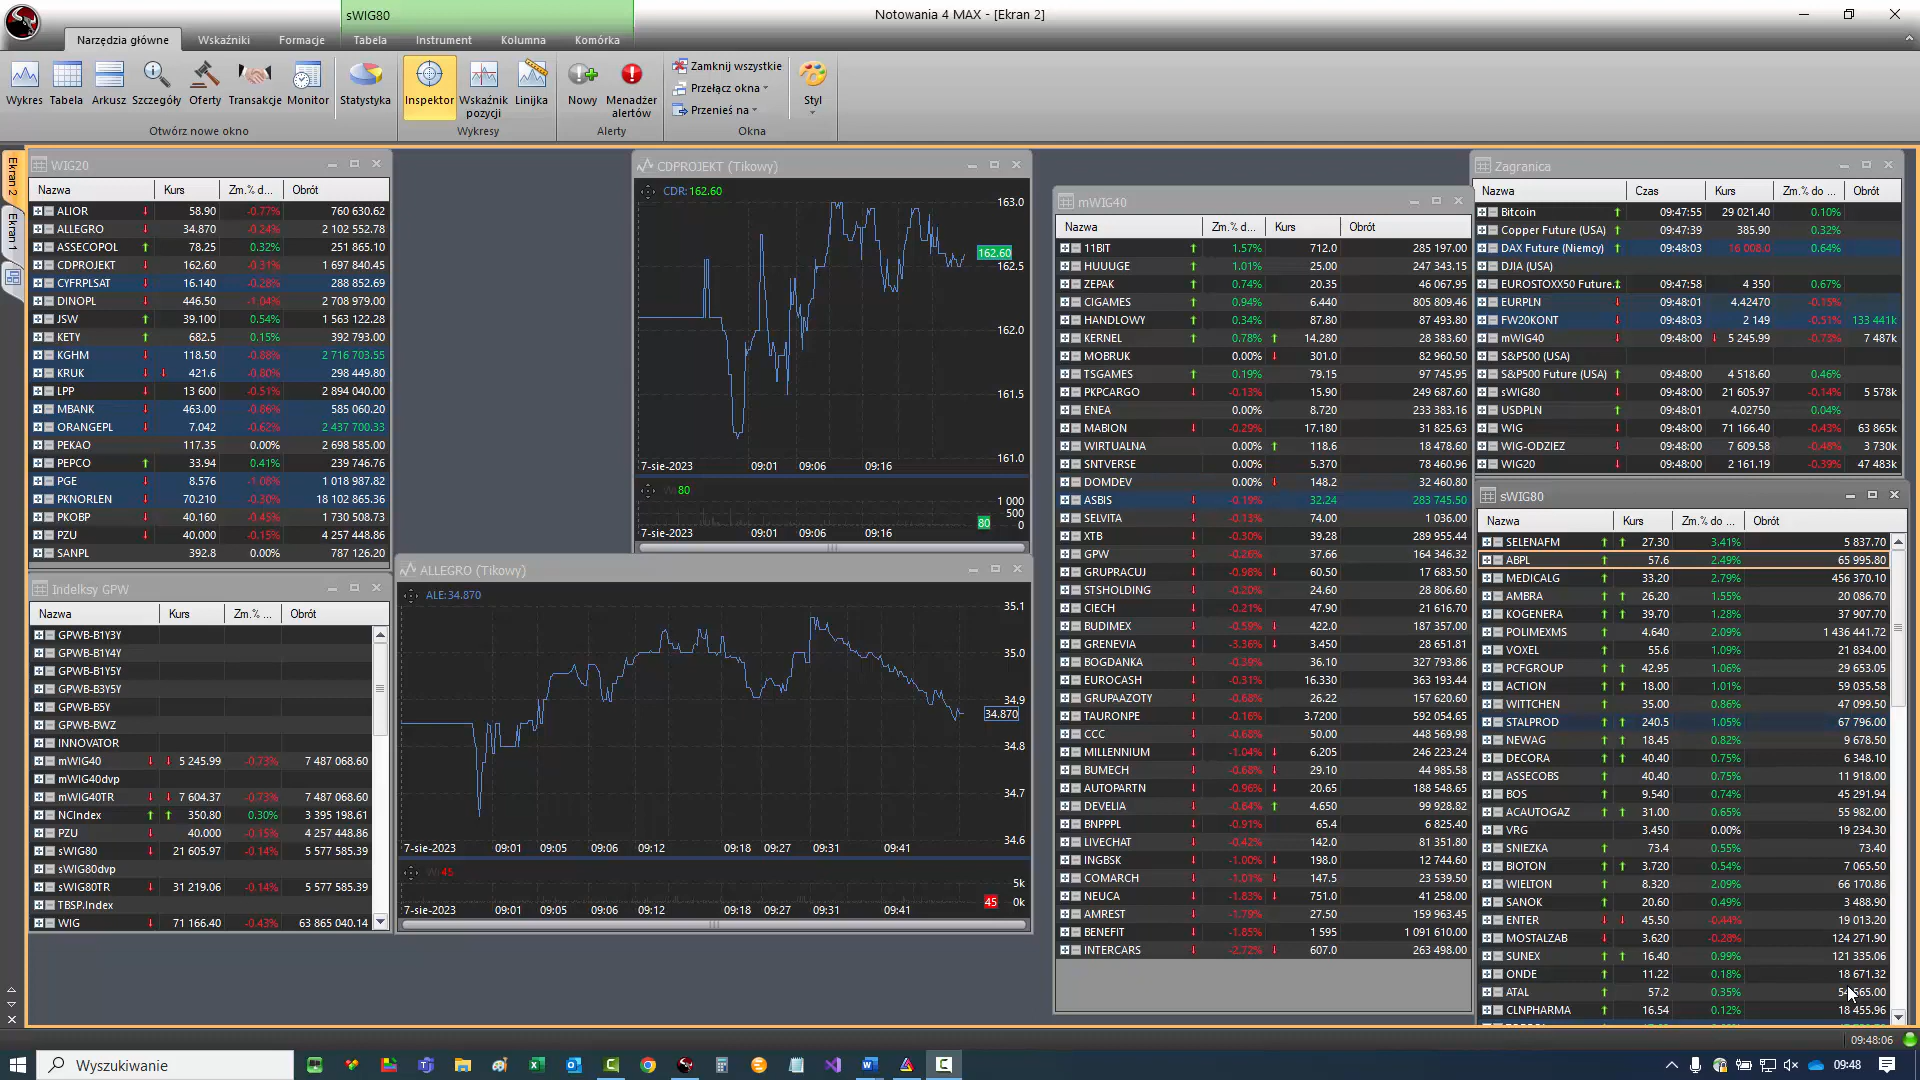 sWIG80
Notowania 4 MAX - [Ekran 2]
Narzędzia główne Wskaźniki Formacje Tabela Instrument Kolumna Komórka
Wykres Tabela Arkusz Szczegóły Oferty Transakcje Monitor Statystyka Inspektor Wskaźnik pozycji Linijka Nowy Menadżer alertów Zamknij wszystkie Przełącz okna Przenieś na Styl
Otwórz nowe okno Wykresy Alerty Okna
Ekran 2
Ekran 1
WIG20
Nazwa Kurs Zm.% d... Obrót
ALIOR 58.90 -0.77% 760 630.62
ALLEGRO 34.870 -0.24% 2 102 552.78
ASSECOPOL 78.25 0.32% 251 865.10
CDPROJEKT 162.60 -0.31% 1 697 840.45
CYFRPLSAT 16.140 -0.28% 288 852.69
DINOPL 446.50 -1.04% 2 708 979.00
JSW 39.100 0.54% 1 563 122.28
KETY 682.5 0.15% 392 793.00
KGHM 118.50 -0.88% 2 716 703.55
KRUK 421.6 -0.80% 298 449.80
LPP 13 600 -0.51% 2 894 040.00
MBANK 463.00 -0.86% 585 060.20
ORANGEPL 7.042 -0.62% 2 437 700.33
PEKAO 117.35 0.00% 2 698 585.00
PEPCO 33.94 0.41% 239 746.76
PGE 8.576 -1.08% 1 018 987.82
PKNORLEN 70.210 -0.30% 18 102 865.36
PKOBP 40.160 -0.45% 1 730 508.73
PZU 40.000 -0.15% 4 257 448.86
SANPL 392.8 0.00% 787 126.20
Indelksy GPW
Nazwa Kurs Zm.% ... Obrót
GPWB-B1Y3Y
GPWB-B1Y4Y
GPWB-B1Y5Y
GPWB-B3Y5Y
GPWB-B5Y
GPWB-BWZ
INNOVATOR
mWIG40 5 245.99 -0.73% 7 487 068.60
mWIG40dvp
mWIG40TR 7 604.37 -0.73% 7 487 068.60
NCIndex 350.80 0.30% 3 395 198.61
PZU 40.000 -0.15% 4 257 448.86
sWIG80 21 605.97 -0.14% 5 577 585.39
sWIG80dvp
sWIG80TR 31 219.06 -0.14% 5 577 585.39
TBSP.Index
WIG 71 166.40 -0.43% 63 865 040.14
CDPROJEKT (Tikowy)
CDR:162.60
163.0
162.60
162.5
162.0
161.5
161.0
7-sie-2023 09:01 09:06 09:16
80
1 000
500
80
0
7-sie-2023 09:01 09:06 09:16
ALLEGRO (Tikowy)
ALE:34.870
35.1
35.0
34.9
34.870
34.8
34.7
34.6
7-sie-2023 09:01 09:05 09:06 09:12 09:18 09:27 09:31 09:41
45
5k
45 0k
7-sie-2023 09:01 09:05 09:06 09:12 09:18 09:27 09:31 09:41
mWIG40
Nazwa Zm.% d... Kurs Obrót
11BIT 1.57% 712.0 285 197.00
HUUUGE 1.01% 25.00 247 343.15
ZEPAK 0.74% 20.35 46 067.95
CIGAMES 0.94% 6.440 805 809.46
HANDLOWY 0.34% 87.80 87 493.80
KERNEL 0.78% 14.280 28 383.60
MOBRUK 0.00% 301.0 82 960.50
TSGAMES 0.19% 79.15 97 745.95
PKPCARGO -0.13% 15.90 249 687.60
ENEA 0.00% 8.720 233 383.16
MABION -0.29% 17.180 31 825.63
WIRTUALNA 0.00% 118.6 18 478.60
SNTVERSE 0.00% 5.370 78 460.96
DOMDEV 0.00% 148.2 32 460.80
ASBIS -0.19% 32.24 283 745.50
SELVITA -0.13% 74.00 1 036.00
XTB -0.30% 39.28 289 955.44
GPW -0.26% 37.66 164 346.32
GRUPRACUJ -0.98% 60.50 17 683.50
STSHOLDING -0.20% 24.60 28 806.60
CIECH -0.21% 47.90 21 616.70
BUDIMEX -0.59% 422.0 187 357.00
GRENEVIA -3.36% 3.450 28 651.81
BOGDANKA -0.39% 36.10 327 793.86
EUROCASH -0.31% 16.330 363 193.44
GRUPAAZOTY -0.68% 26.22 157 620.60
TAURONPE -0.16% 3.7200 592 054.65
CCC -0.68% 50.00 448 569.98
MILLENNIUM -1.04% 6.205 246 223.24
BUMECH -0.68% 29.10 44 985.58
AUTOPARTN -0.96% 20.65 188 548.65
DEVELIA -0.64% 4.650 99 928.82
BNPPPL -0.91% 65.4 6 825.40
LIVECHAT -0.42% 142.0 81 351.80
INGBSK -1.00% 198.0 12 744.60
COMARCH -1.01% 147.5 23 539.50
NEUCA -1.83% 751.0 41 258.00
AMREST -1.79% 27.50 159 963.45
BENEFIT -1.85% 1 595 1 091 610.00
INTERCARS -2.72% 607.0 263 498.00
Zagranica
Nazwa Czas Kurs Zm.% do ... Obrót
Bitcoin 09:47:55 29 021.40 0.10%
Copper Future (USA) 09:47:39 385.90 0.32%
DAX Future (Niemcy) 09:48:03 16 008.0 0.64%
DJIA (USA)
EUROSTOXX50 Future. 09:47:58 4 350 0.67%
EURPLN 09:48:01 4.42470 -0.15%
FW20KONT 09:48:03 2 149 -0.51% 133 441k
mWIG40 09:48:00 5 245.99 -0.73% 7 487k
S&P500 (USA)
S&P500 Future (USA) 09:48:00 4 518.60 0.46%
sWIG80 09:48:00 21 605.97 -0.14% 5 578k
USDPLN 09:48:01 4.02750 0.04%
WIG 09:48:00 71 166.40 -0.43% 63 865k
WIG-ODZIEZ 09:48:00 7 609.58 -0.48% 3 730k
WIG20 09:48:00 2 161.19 -0.39% 47 483k
sWIG80
Nazwa Kurs Zm.% do ... Obrót
SELENAFM 27.30 3.41% 5 837.70
ABPL 57.6 2.49% 65 995.80
MEDICALG 33.20 2.79% 456 370.10
AMBRA 26.20 1.55% 20 086.70
KOGENERA 39.70 1.28% 37 907.70
POLIMEXMS 4.640 2.09% 1 436 441.72
VOXEL 55.6 1.09% 21 834.00
PCFGROUP 42.95 1.06% 29 653.05
ACTION 18.00 1.01% 59 035.58
WITTCHEN 35.00 0.86% 47 099.50
STALPROD 240.5 1.05% 67 796.00
NEWAG 18.45 0.82% 9 678.50
DECORA 40.40 0.75% 6 348.10
ASSECOBS 40.40 0.75% 11 918.00
BOS 9.540 0.74% 45 291.94
ACAUTOGAZ 31.00 0.65% 55 982.00
VRG 3.450 0.00% 19 234.30
SNIEZKA 73.4 0.55% 73.40
BIOTON 3.720 0.54% 7 065.50
WIELTON 8.320 2.09% 66 170.86
SANOK 20.60 0.49% 3 488.90
ENTER 45.50 -0.44% 19 013.20
MOSTALZAB 3.620 -0.28% 124 271.90
SUNEX 16.40 0.99% 121 335.06
ONDE 11.22 0.18% 18 671.32
ATAL 57.2 0.35%
CLNPHARMA 16.54 0.12% 18 455.96
09:48:06
Wyszukiwanie
09:48